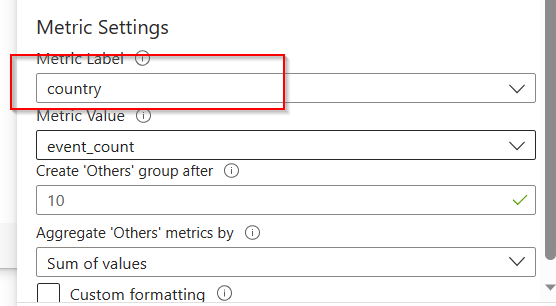 Metric Settings
Metric Label
country
Metric Value
event_count
Create 'Others' group after
10
Aggregate 'Others' metrics by
Sum of values
Custom formatting